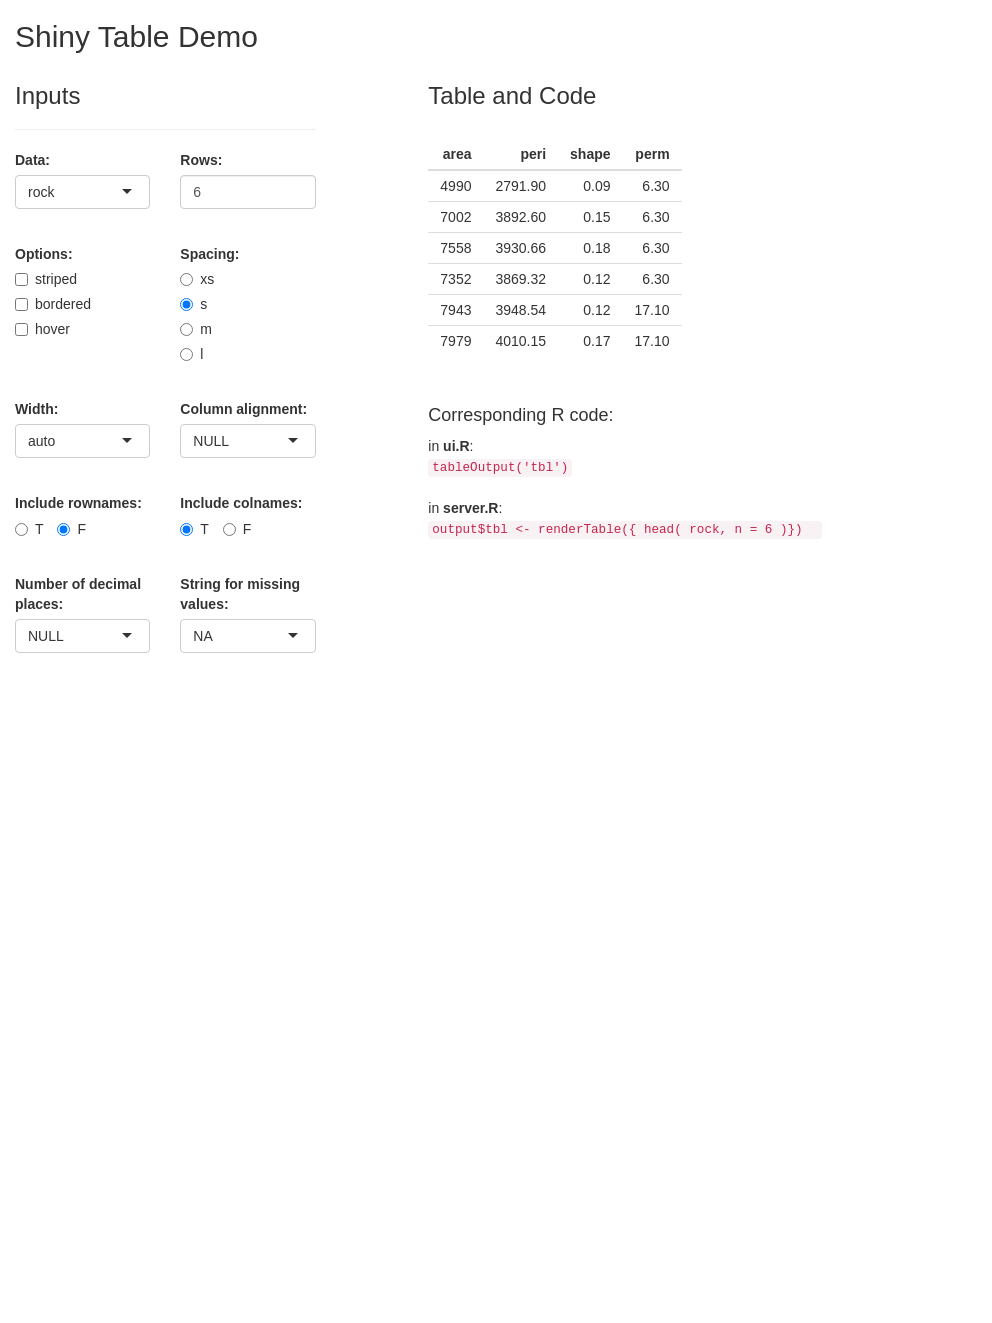 Shiny Table Demo
Inputs
Data:
rock
Rows:
6
Options:
striped
bordered
hover
Spacing:
xs
s
m
l
Width:
auto
Column alignment:
NULL
Include rownames:
T F
Include colnames:
T F
Number of decimal
places:
NULL
String for missing
values:
NA
Table and Code
area peri shape perm
4990 2791.90 0.09 6.30
7002 3892.60 0.15 6.30
7558 3930.66 0.18 6.30
7352 3869.32 0.12 6.30
7943 3948.54 0.12 17.10
7979 4010.15 0.17 17.10
Corresponding R code:
in ui.R:
tableOutput('tbl')
in server.R:
output$tbl <- renderTable({ head( rock, n = 6 )})